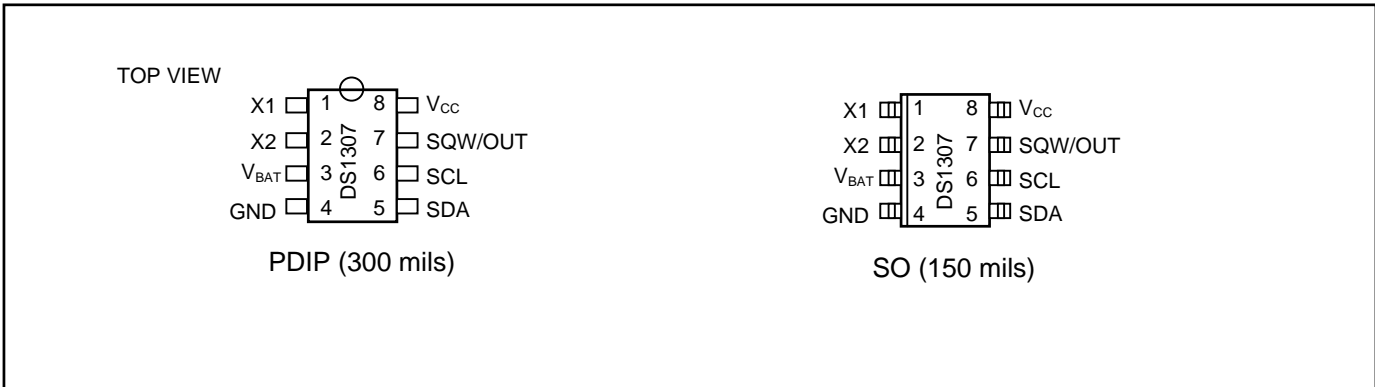 TOP VIEW
X1 1 8 VCC
X2 2 7 SQW/OUT
VBAT 3 6 SCL
GND 4 5 SDA
DS1307
PDIP (300 mils)
X1 1 8 VCC
X2 2 7 SQW/OUT
VBAT 3 6 SCL
GND 4 5 SDA
DS1307
SO (150 mils)